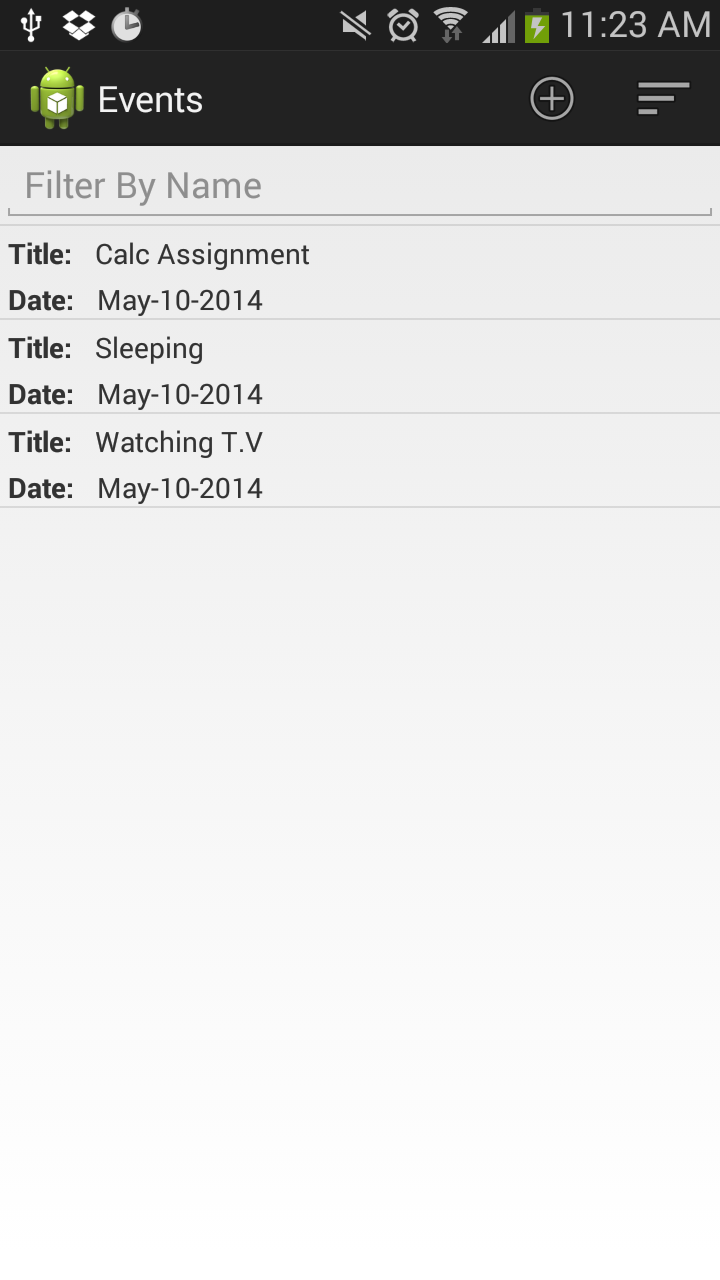 11:23 AM
Events
Filter By Name
Title: Calc Assignment
Date: May-10-2014
Title: Sleeping
Date: May-10-2014
Title: Watching T.V
Date: May-10-2014